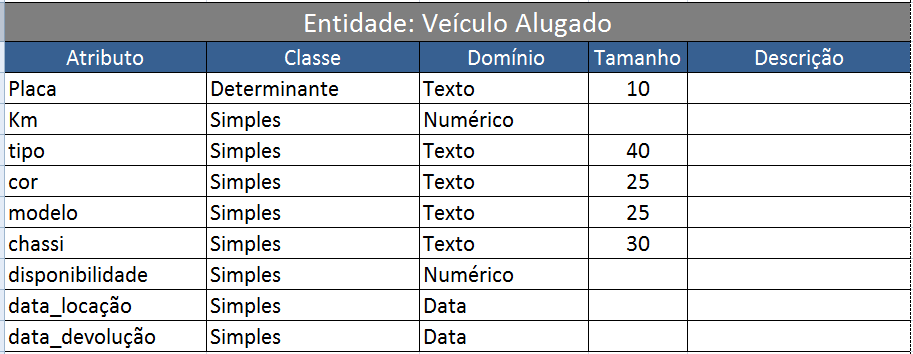 Entidade: Veículo Alugado
Atributo Classe Domínio Tamanho Descrição
Placa Determinante Texto 10
Km Simples Numérico
tipo Simples Texto 40
cor Simples Texto 25
modelo Simples Texto 25
chassi Simples Texto 30
disponibilidade Simples Numérico
data_locação Simples Data
data_devolução Simples Data